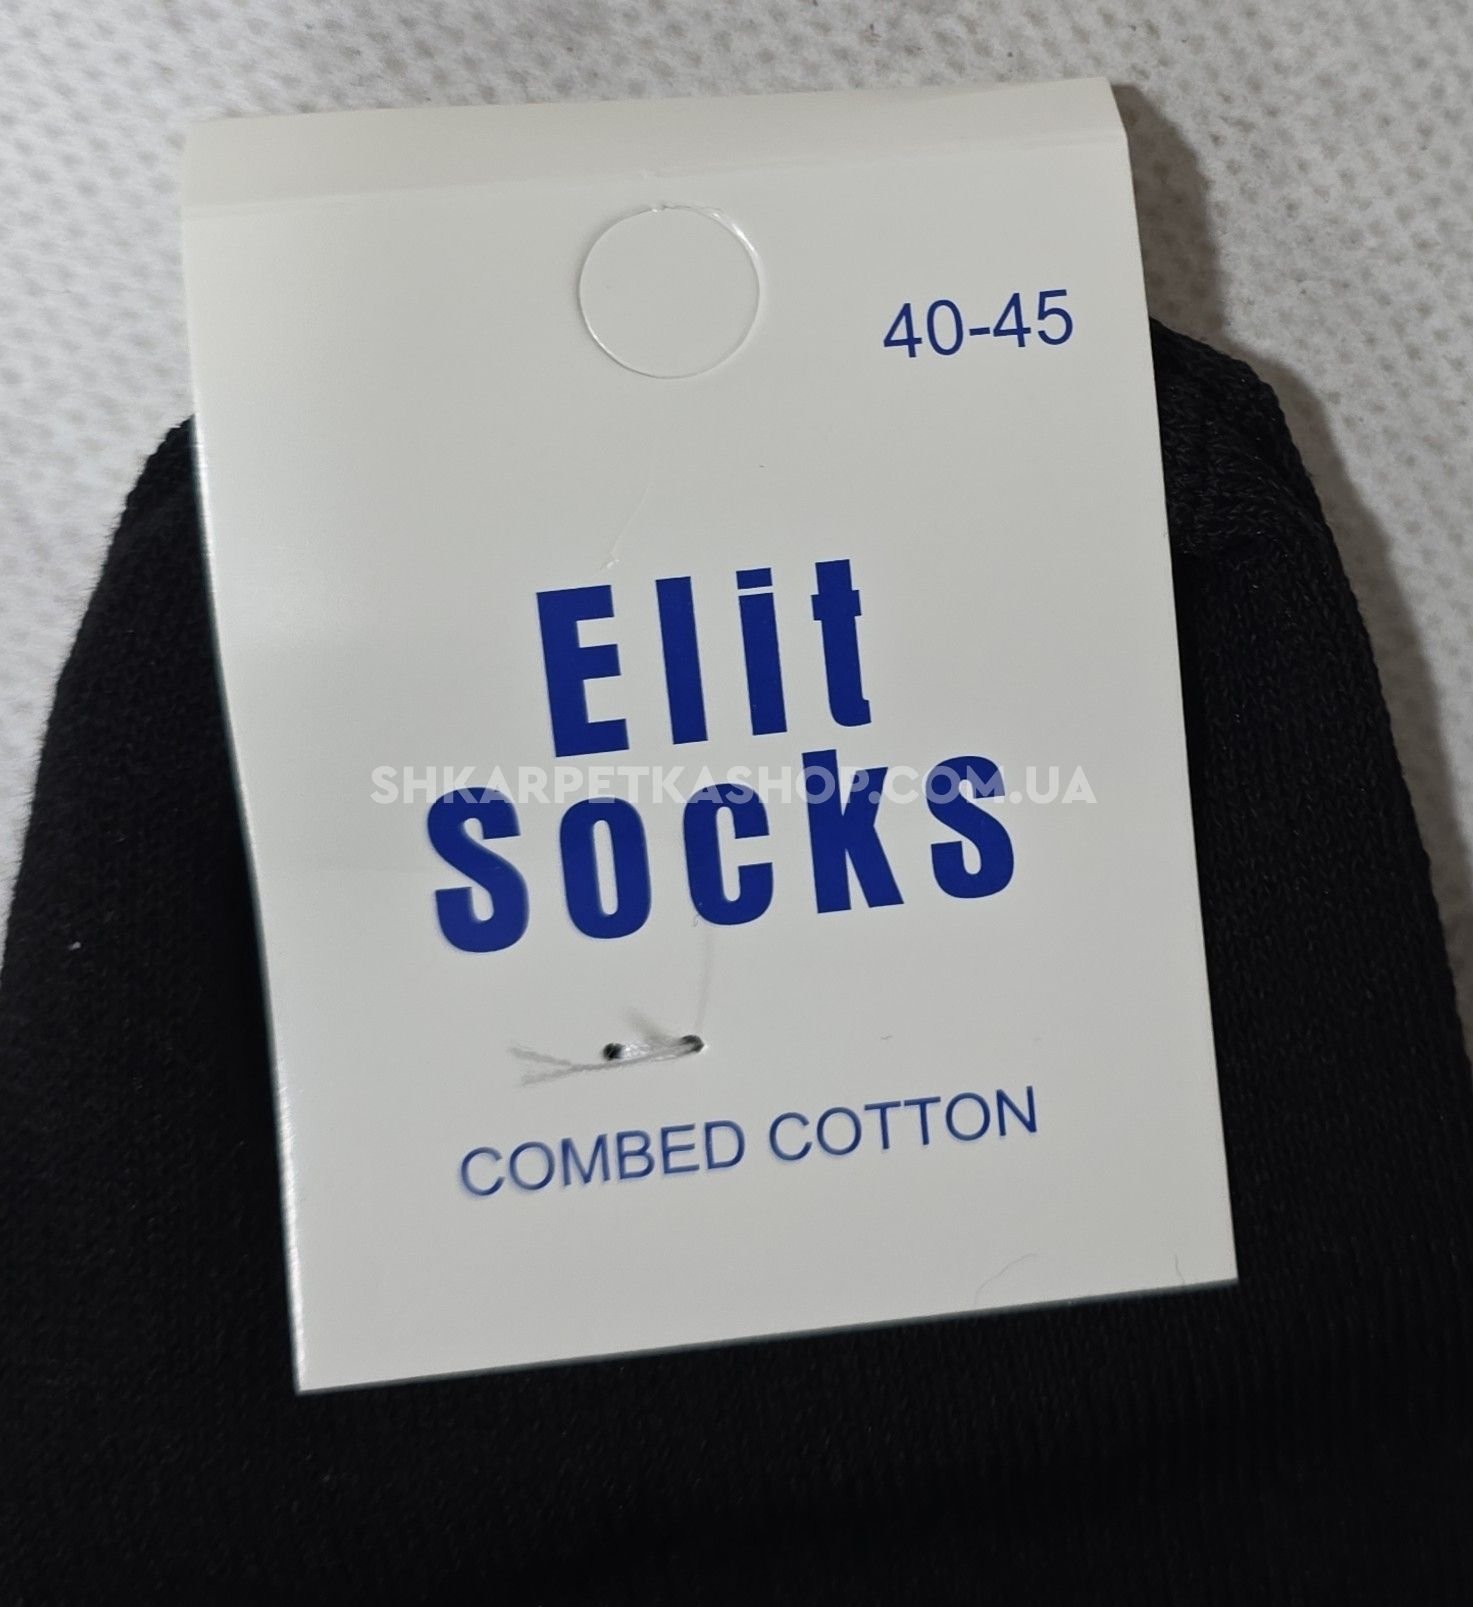 40-45
Elit
Socks
SHKARPETKASHOP.COM.UA
COMBED COTTON